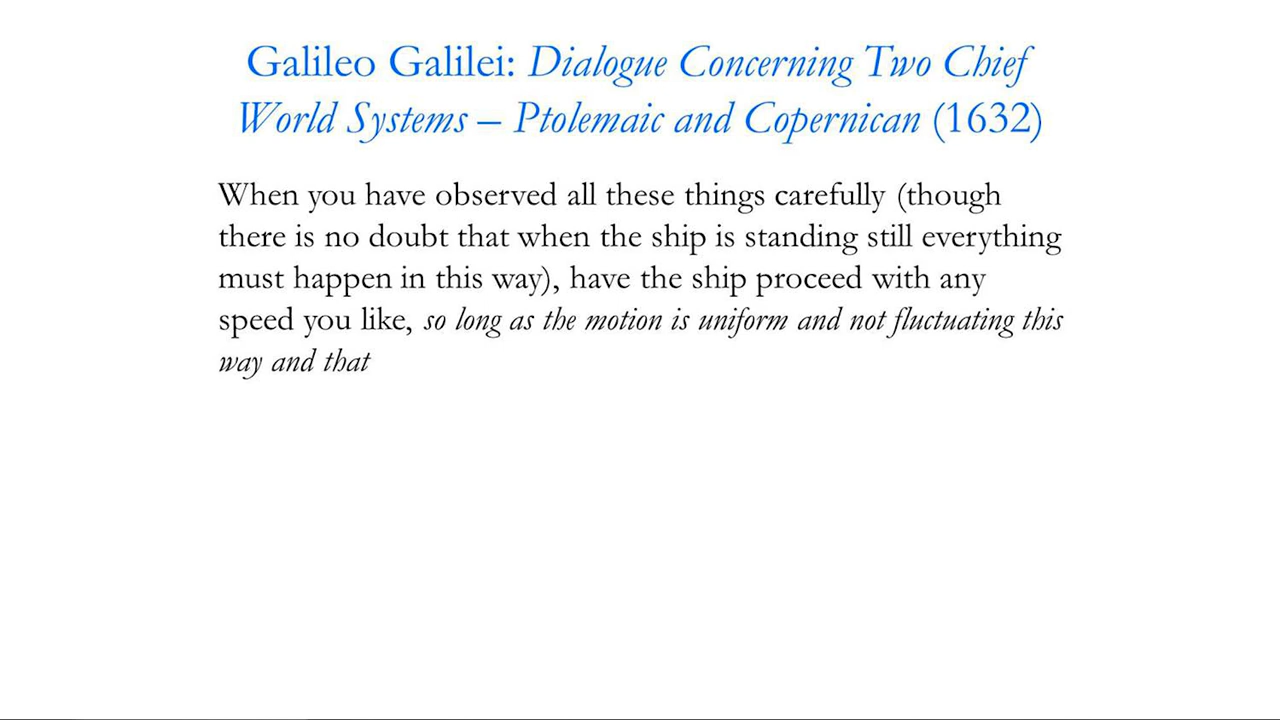 Galileo Galilei: Dialogue Concerning Two Chief
World Systems – Ptolemaic and Copernican (1632)
When you have observed all these things carefully (though
there is no doubt that when the ship is standing still everything
must happen in this way), have the ship proceed with any
speed you like, so long as the motion is uniform and not fluctuating this
way and that